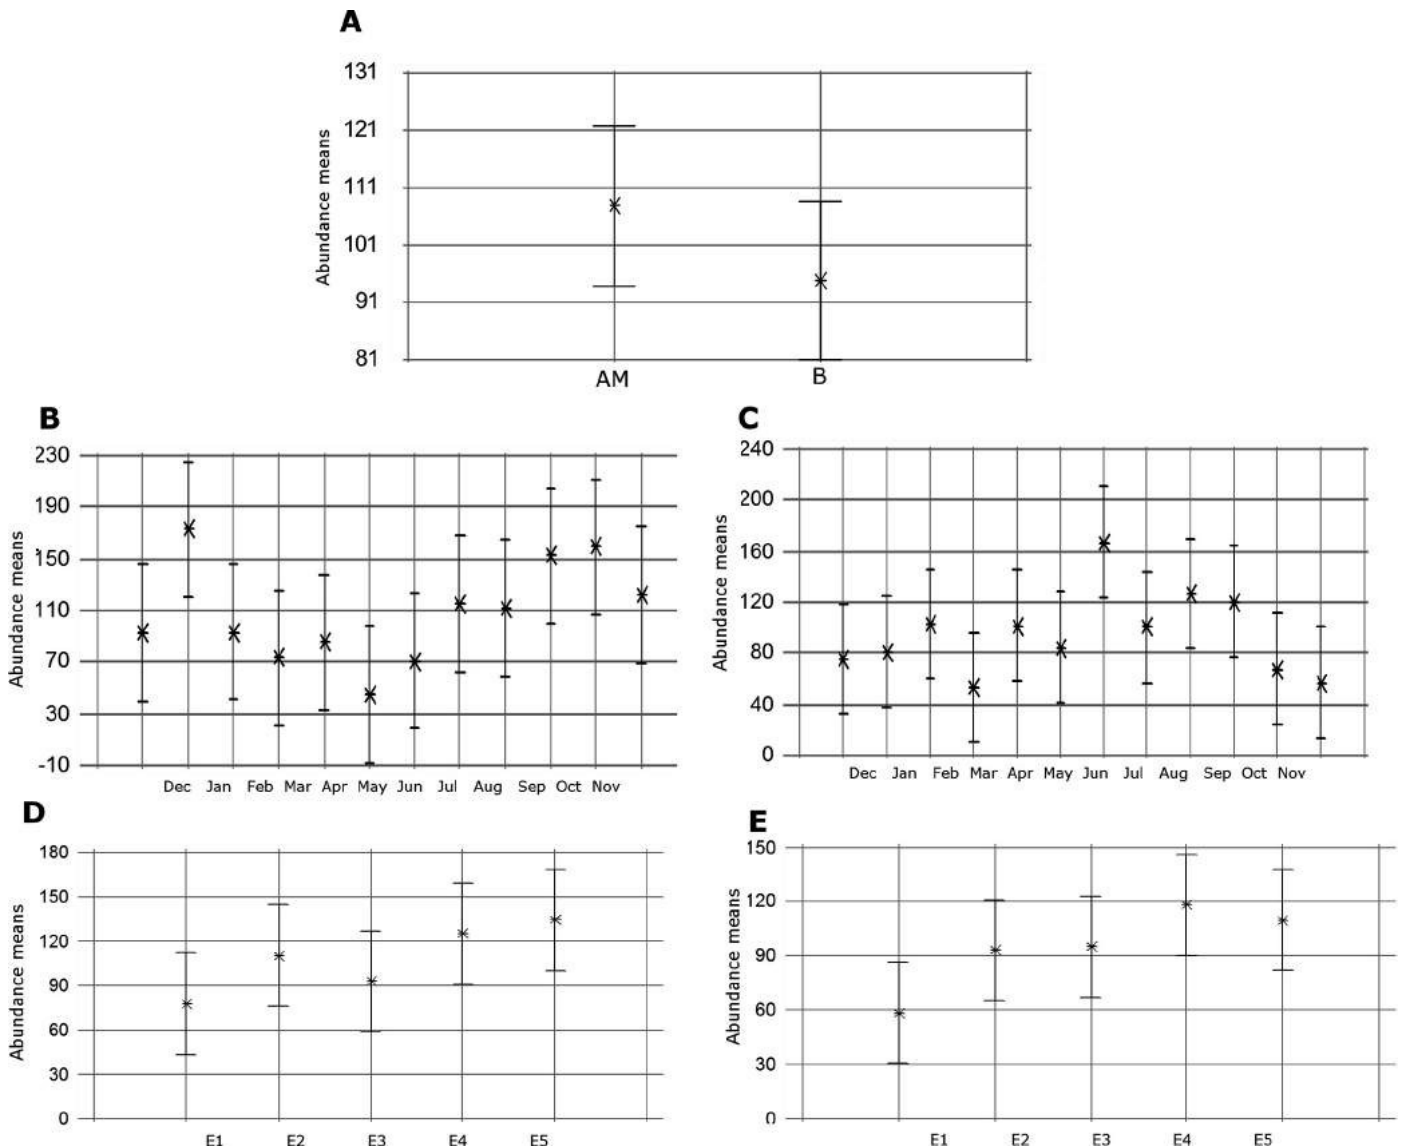 A
131
121
111
101
91
81
Abundance means
AM B
B
230
190
150
110
70
30
-10
Abundance means
Dec Jan Feb Mar Apr May Jun Jul Aug Sep Oct Nov
C
240
200
160
120
80
40
0
Abundance means
Dec Jan Feb Mar Apr May Jun Jul Aug Sep Oct Nov
D
180
150
120
90
60
30
0
Abundance means
E1 E2 E3 E4 E5
E
150
120
90
60
30
0
Abundance means
E1 E2 E3 E4 E5